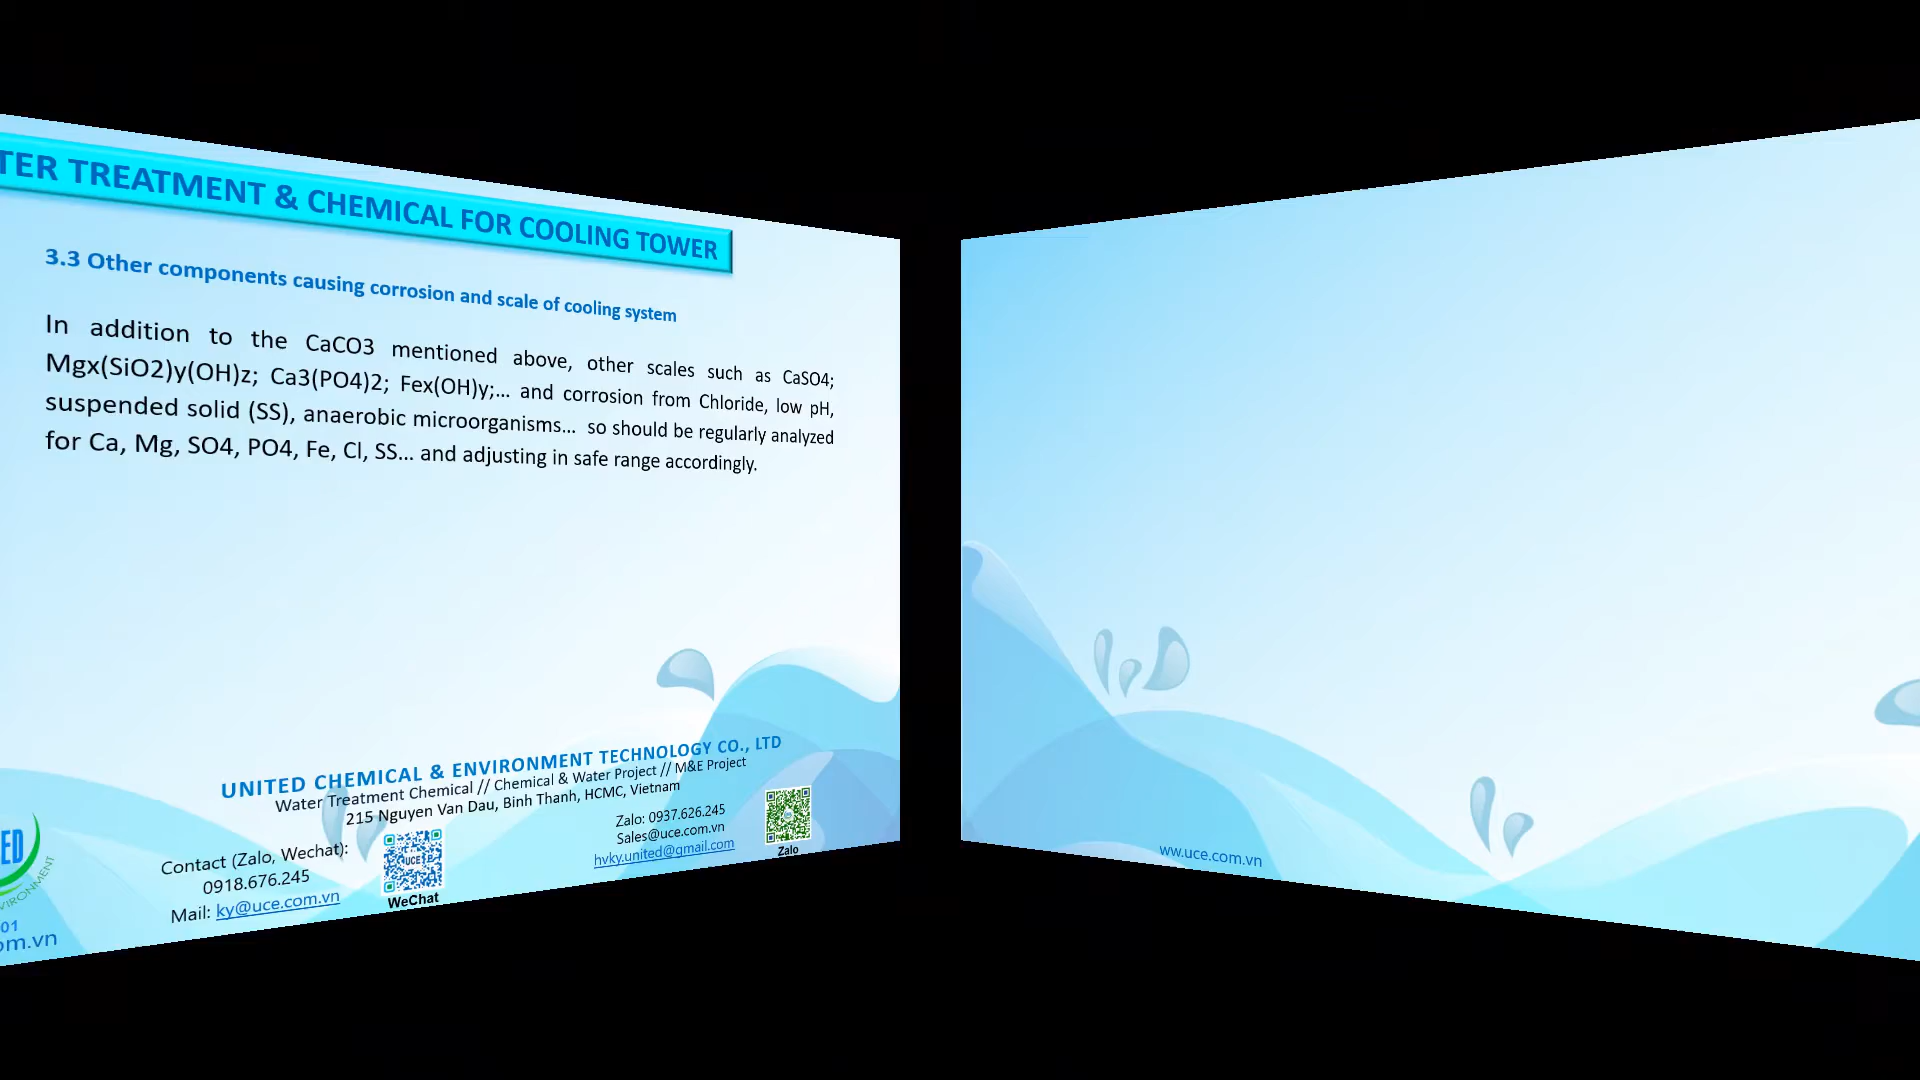 TER TREATMENT & CHEMICAL FOR COOLING TOWER
3.3 Other components causing corrosion and scale of cooling system
In addition to the CaCO3 mentioned above, other scales such as CaSO4;
Mgx(SiO2)y(OH)z; Ca3(PO4)2; Fex(OH)y;... and corrosion from Chloride, low pH,
suspended solid (SS), anaerobic microorganisms... so should be regularly analyzed
for Ca, Mg, SO4, PO4, Fe, Cl, SS... and adjusting in safe range accordingly.
UNITED CHEMICAL & ENVIRONMENT TECHNOLOGY CO., LTD
Water Treatment Chemical // Chemical & Water Project // M&E Project
215 Nguyen Van Dau, Binh Thanh, HCMC, Vietnam
Contact (Zalo, Wechat):
0918.676.245
Mail: ky@uce.com.vn
UCE
WeChat
Zalo: 0937.626.245
Sales@uce.com.vn
hvky.united@gmail.com
Zalo
ED
VIRONMENT
01
om.vn
ww.uce.com.vn